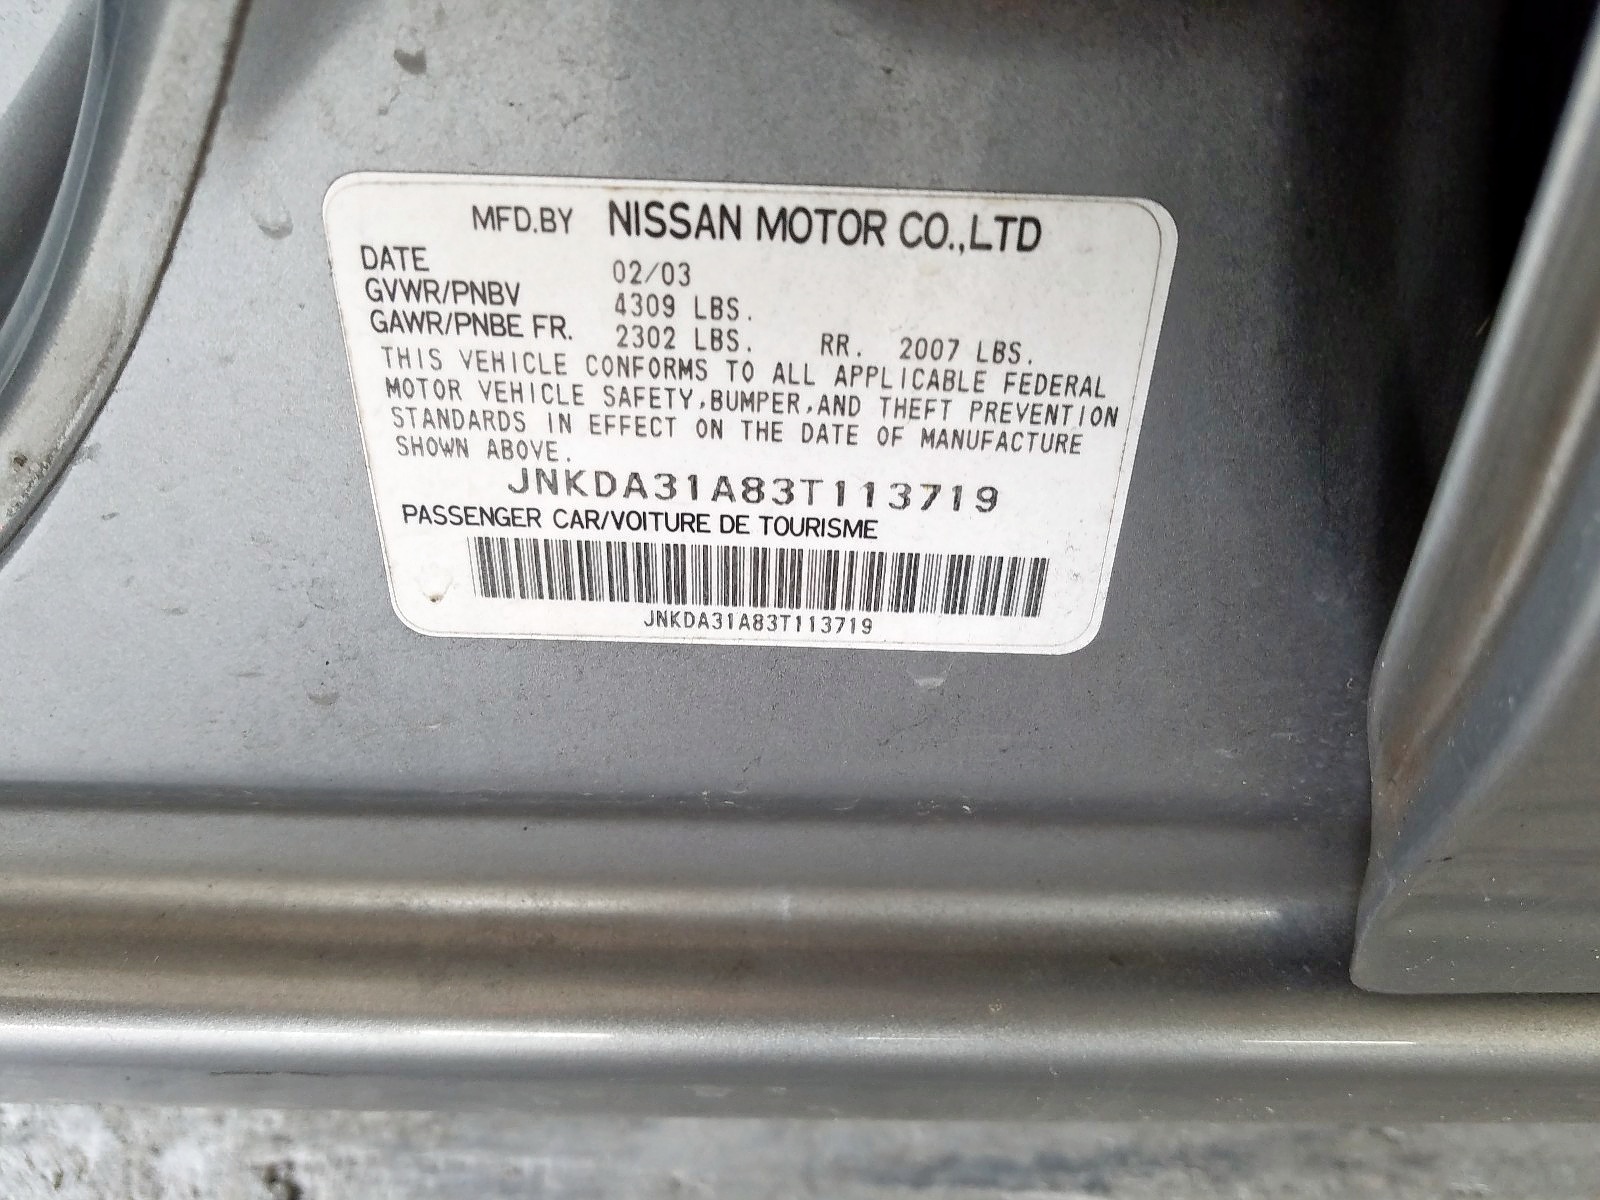 MFD.BY NISSAN MOTOR CO.,LTD
DATE 02/03
GVWR/PNBV 4309 LBS.
GAWR/PNBE FR. 2302 LBS. RR. 2007 LBS.
THIS VEHICLE CONFORMS TO ALL APPLICABLE FEDERAL
MOTOR VEHICLE SAFETY,BUMPER,AND THEFT PREVENTION
STANDARDS IN EFFECT ON THE DATE OF MANUFACTURE
SHOWN ABOVE.
JNKDA31A83T113719
PASSENGER CAR/VOITURE DE TOURISME
JNKDA31A83T113719